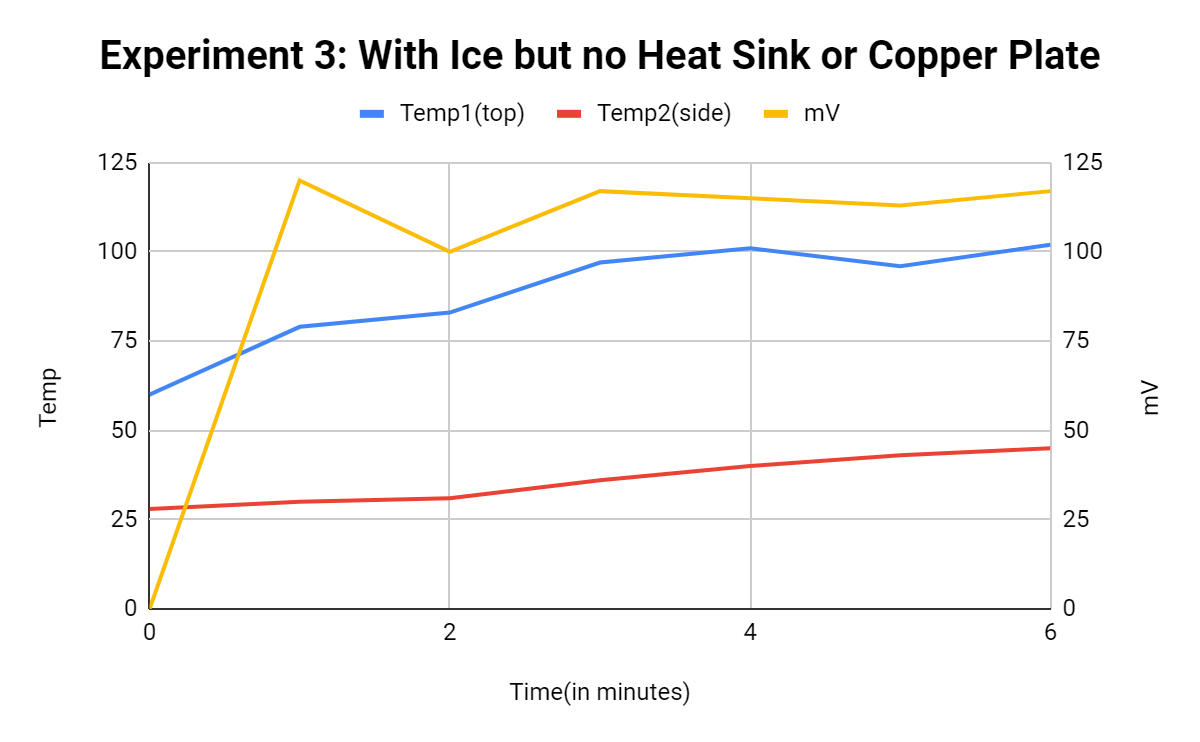 Experiment 3: With Ice but no Heat Sink or Copper Plate
Temp1(top) Temp2(side) mV
125 125
100 100
75 75
Temp mV
50 50
25 25
0 0
0 2 4 6
Time(in minutes)